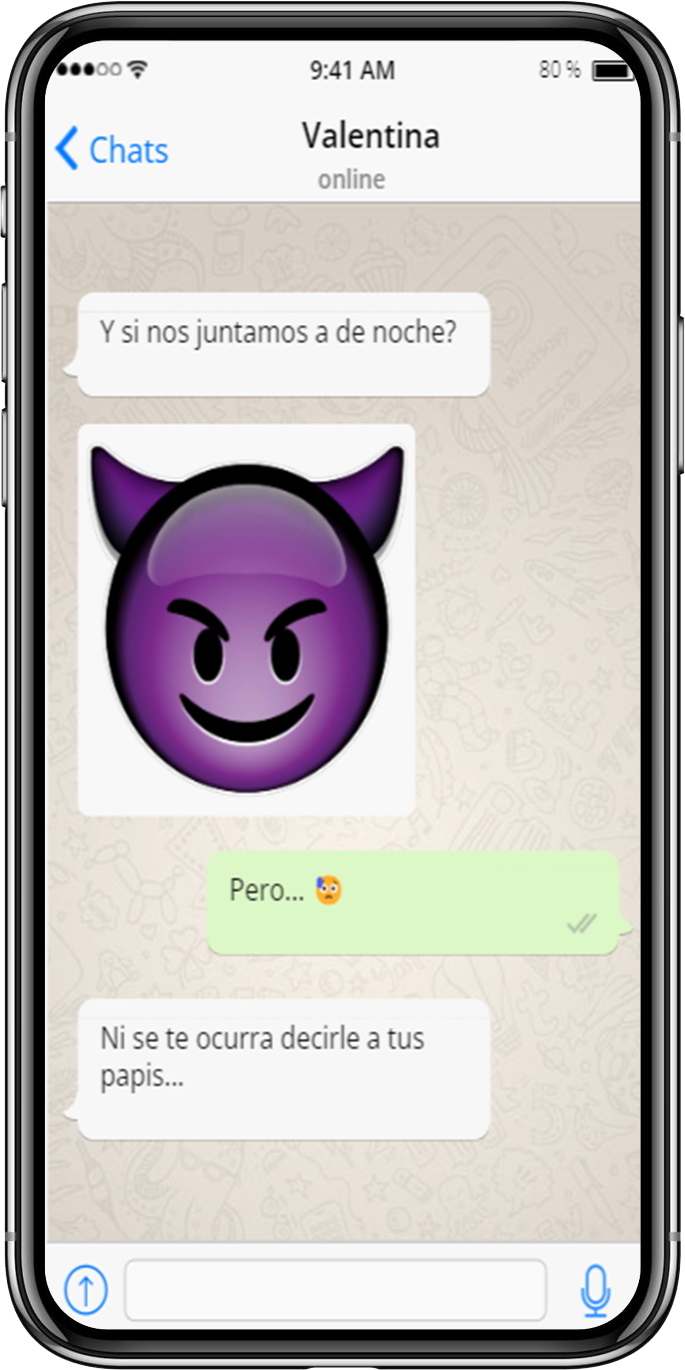 9:41 AM
80 %
Chats
Valentina
online
Y si nos juntamos a de noche?
Pero... 😰
Ni se te ocurra decirle a tus
papis...